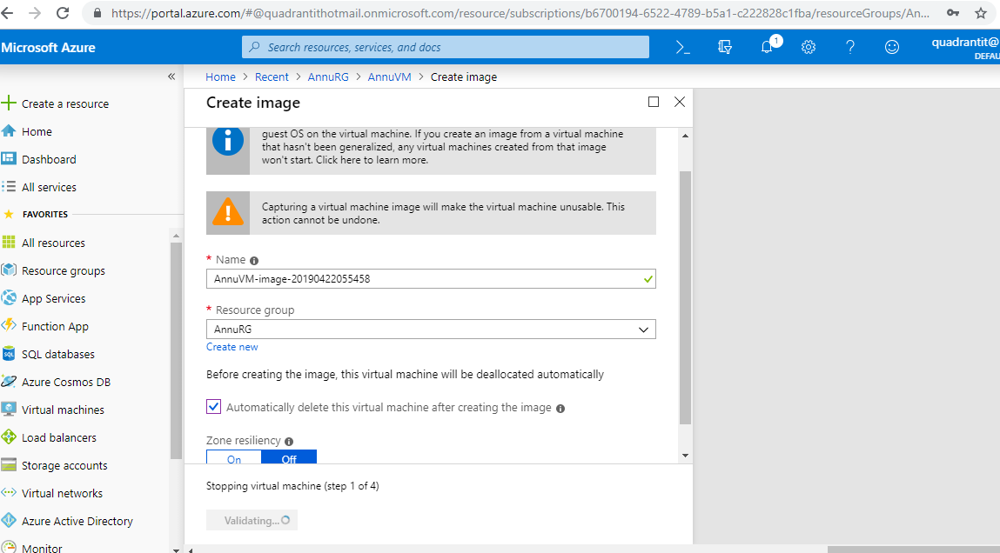 https://portal.azure.com/#@quadrantithotmail.onmicrosoft.com/resource/subscriptions/b6700194-6522-4789-b5a1-c222828c1fba/resourceGroups/An...
Microsoft Azure
Search resources, services, and docs
>_
1
?
quadrantit@
DEFAU
«
Home > Recent > AnnuRG > AnnuVM > Create image
Create image
Create a resource
Home
Dashboard
All services
FAVORITES
All resources
Resource groups
App Services
Function App
SQL databases
Azure Cosmos DB
Virtual machines
Load balancers
Storage accounts
Virtual networks
Azure Active Directory
Monitor
guest OS on the virtual machine. If you create an image from a virtual machine
that hasn't been generalized, any virtual machines created from that image
won't start. Click here to learn more.
Capturing a virtual machine image will make the virtual machine unusable. This
action cannot be undone.
* Name
AnnuVM-image-20190422055458
* Resource group
AnnuRG
Create new
Before creating the image, this virtual machine will be deallocated automatically
Automatically delete this virtual machine after creating the image
Zone resiliency
On Off
Stopping virtual machine (step 1 of 4)
Validating...